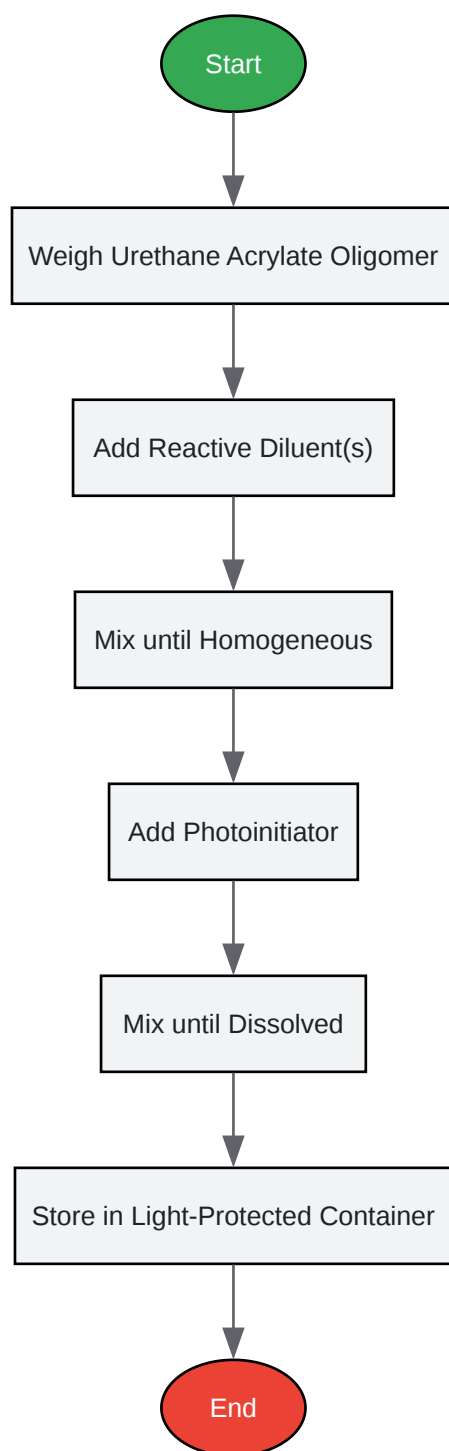 Start
Weigh Urethane Acrylate Oligomer
Add Reactive Diluent(s)
Mix until Homogeneous
Add Photoinitiator
Mix until Dissolved
Store in Light-Protected Container
End